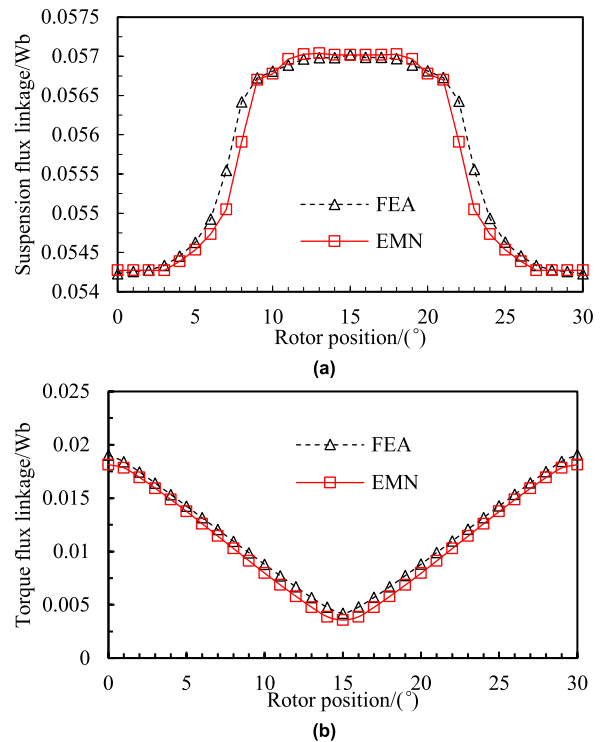 0.0575
0.057
0.0565
0.056
0.0555
0.055
0.0545
0.054
Suspension flux linkage/Wb
FEA
EMN
0 5 10 15 20 25 30
Rotor position/(°)
(a)
0.025
0.02
0.015
0.01
0.005
0
Torque flux linkage/Wb
FEA
EMN
0 5 10 15 20 25 30
Rotor position/(°)
(b)